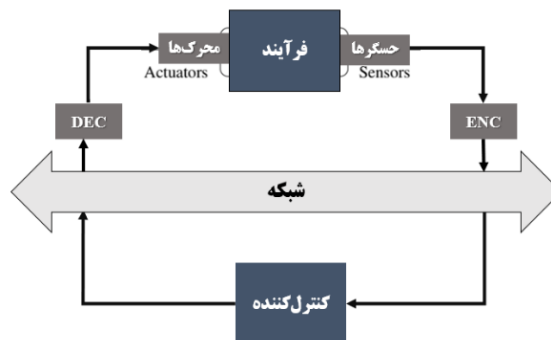 محرک‌ها
فرآیند
حسگرها
Actuators
Sensors
DEC
ENC
شبکه
کنترل‌کننده